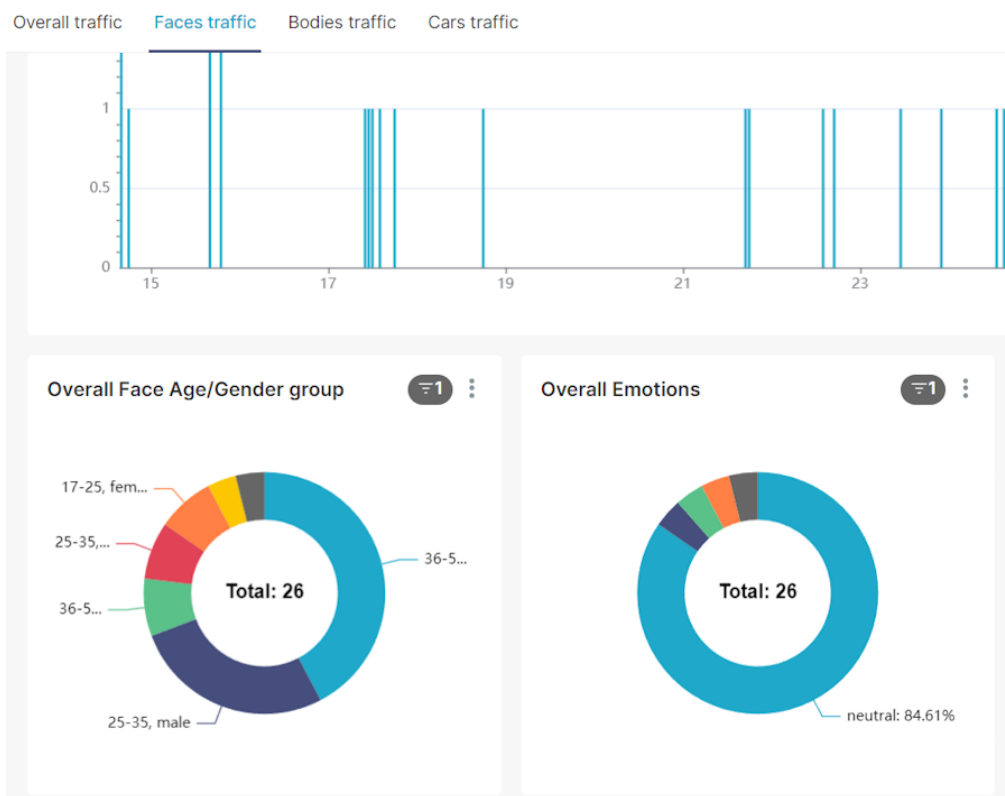 Overall traffic Faces traffic Bodies traffic Cars traffic
1
0.5
0
15 17 19 21 23
Overall Face Age/Gender group 1
Overall Emotions 1
17-25, fem...
25-35,...
36-5...
36-5...
25-35, male
Total: 26
Total: 26
neutral: 84.61%